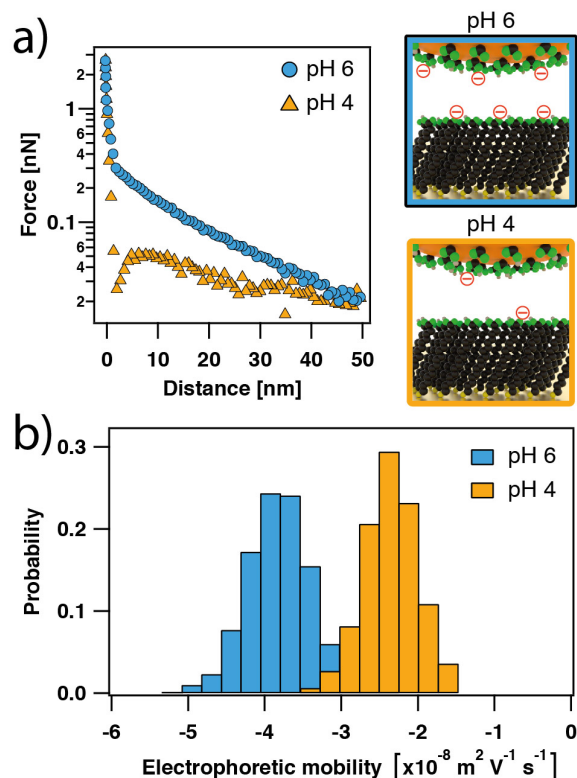 a)
pH 6
pH 4
Force [nN]
2
1
6
4
2
0.1
6
4
2
0
10
20
30
40
50
Distance [nm]
pH 6
pH 4
b)
pH 6
pH 4
Probability
0.3
0.2
0.1
0.0
-6
-5
-4
-3
-2
-1
0
Electrophoretic mobility [x10⁻⁸ m² V⁻¹ s⁻¹]